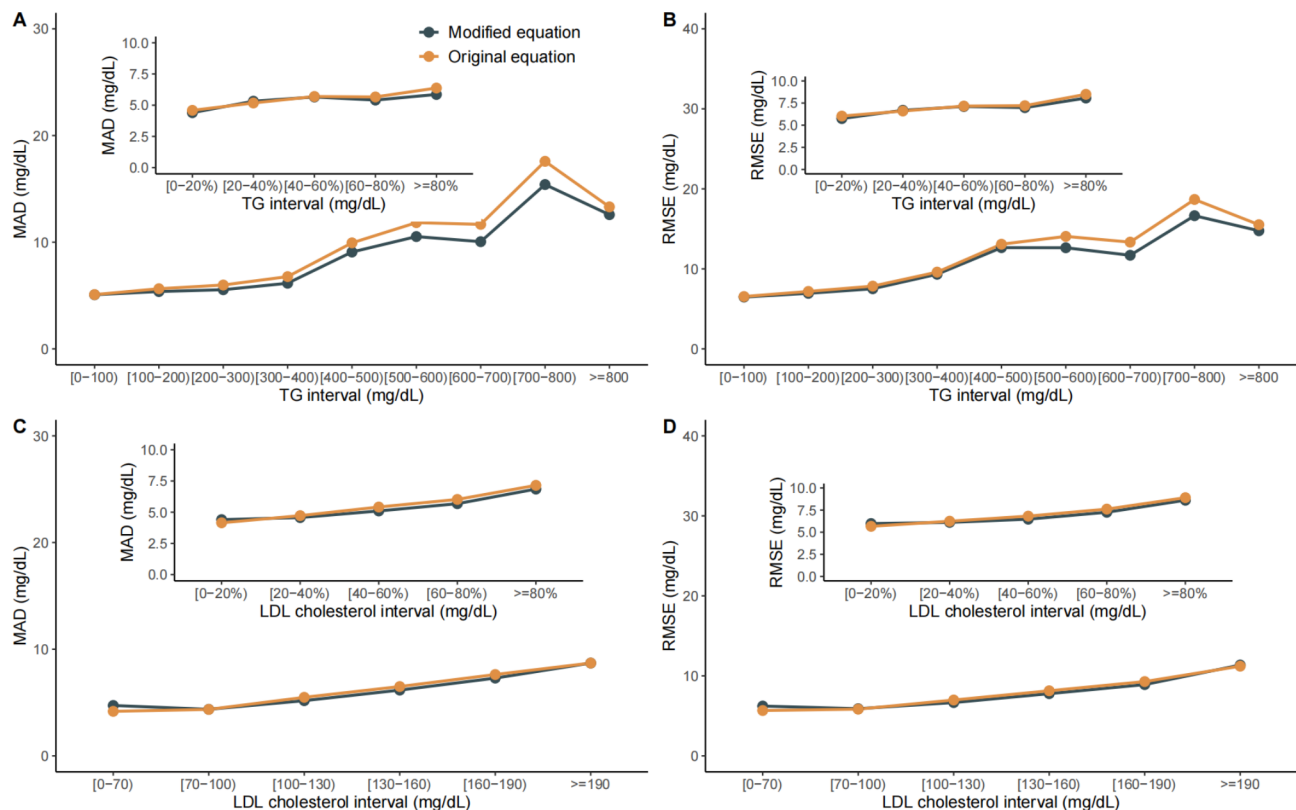 A
30
20
10
0
MAD (mg/dL)
10.0
7.5
5.0
2.5
0.0
MAD (mg/dL)
[0−20%) [20−40%) [40−60%) [60−80%) >=80%
TG interval (mg/dL)
Modified equation
Original equation
[0−100) [100−200) [200−300) [300−400) [400−500) [500−600) [600−700) [700−800) >=800
TG interval (mg/dL)
B
40
30
20
10
0
RMSE (mg/dL)
10.0
7.5
5.0
2.5
0.0
RMSE (mg/dL)
[0−20%) [20−40%) [40−60%) [60−80%) >=80%
TG interval (mg/dL)
[0−100) [100−200) [200−300) [300−400) [400−500) [500−600) [600−700) [700−800) >=800
TG interval (mg/dL)
C
30
20
10
0
MAD (mg/dL)
10.0
7.5
5.0
2.5
0.0
MAD (mg/dL)
[0−20%) [20−40%) [40−60%) [60−80%) >=80%
LDL cholesterol interval (mg/dL)
[0−70) [70−100) [100−130) [130−160) [160−190) >=190
LDL cholesterol interval (mg/dL)
D
40
30
20
10
0
RMSE (mg/dL)
10.0
7.5
5.0
2.5
0.0
RMSE (mg/dL)
[0−20%) [20−40%) [40−60%) [60−80%) >=80%
LDL cholesterol interval (mg/dL)
[0−70) [70−100) [100−130) [130−160) [160−190) >=190
LDL cholesterol interval (mg/dL)